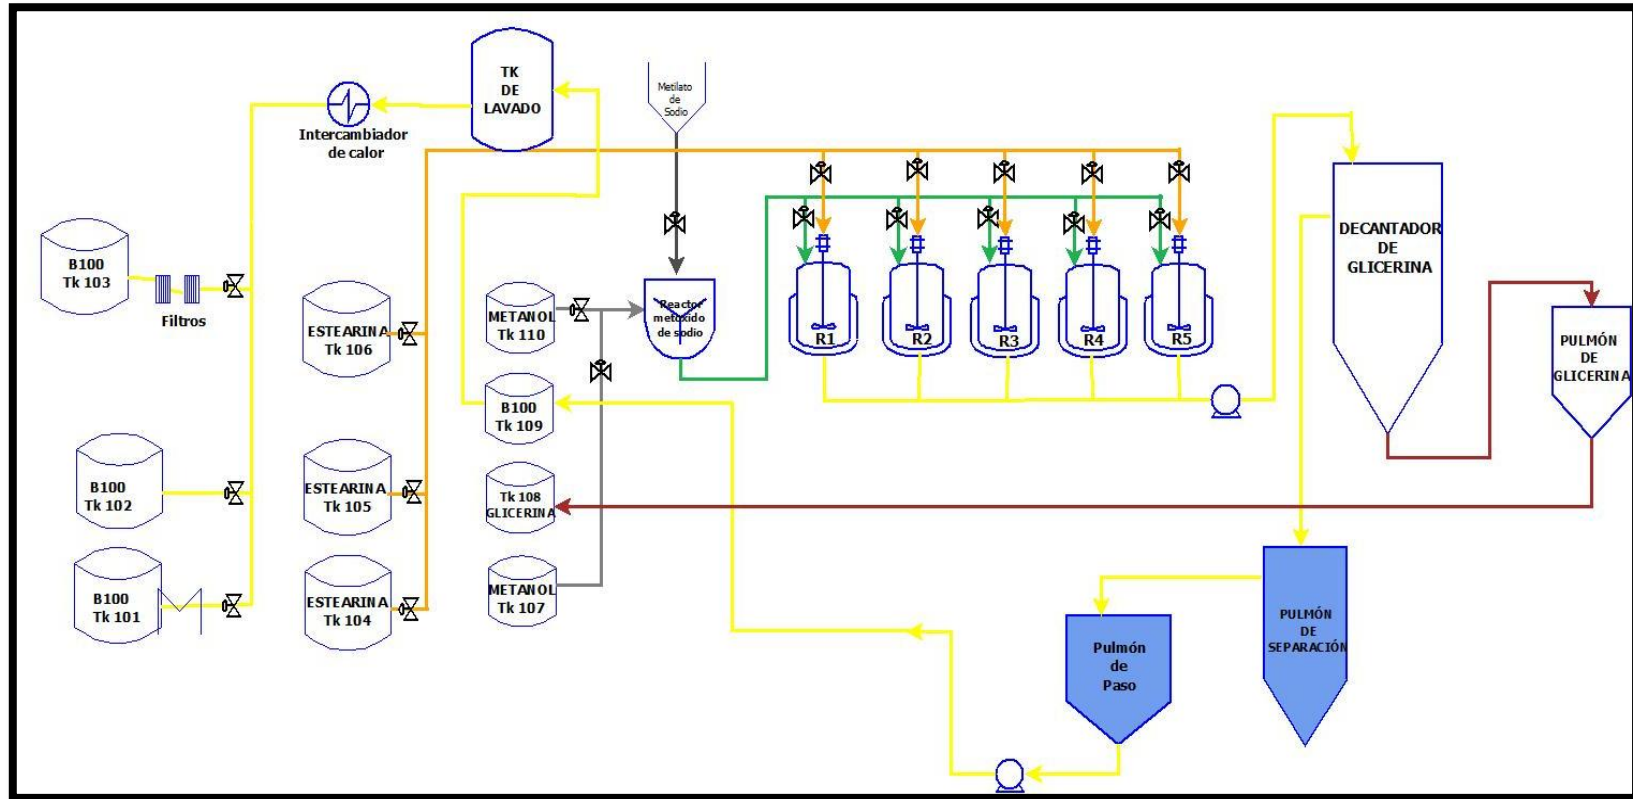 TK
DE
LAVADO
Metilato
de
Sodio
Intercambiador
de calor
B100
Tk 103
Filtros
ESTEARINA
Tk 106
METANOL
Tk 110
Reactor
metoxido
de sodio
R1
R2
R3
R4
R5
DECANTADOR
DE
GLICERINA
PULMÓN
DE
GLICERINA
B100
Tk 109
B100
Tk 102
ESTEARINA
Tk 105
Tk 108
GLICERINA
B100
Tk 101
ESTEARINA
Tk 104
METANOL
Tk 107
Pulmón
de
Paso
PULMÓN
DE
SEPARACIÓN